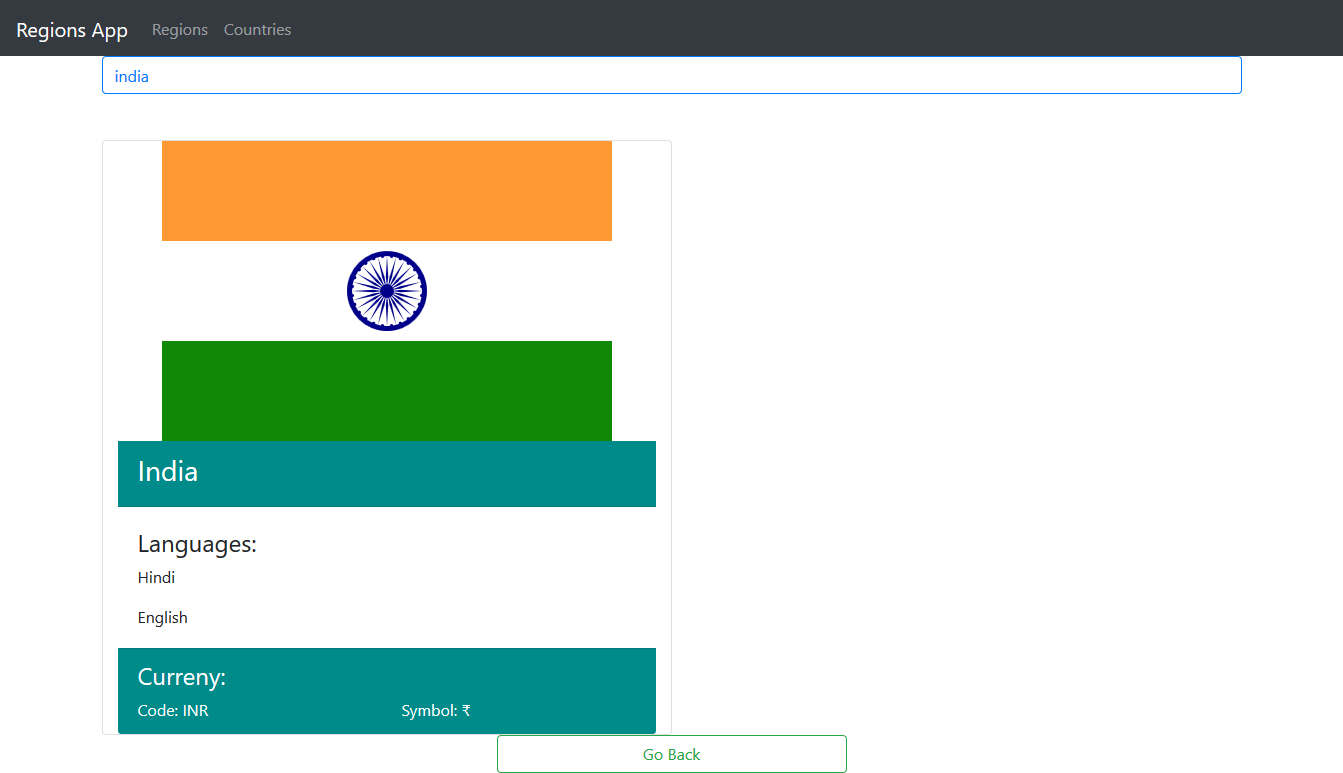 Regions App Regions Countries
india
India
Languages:
Hindi
English
Curreny:
Code: INR Symbol: ₹
Go Back